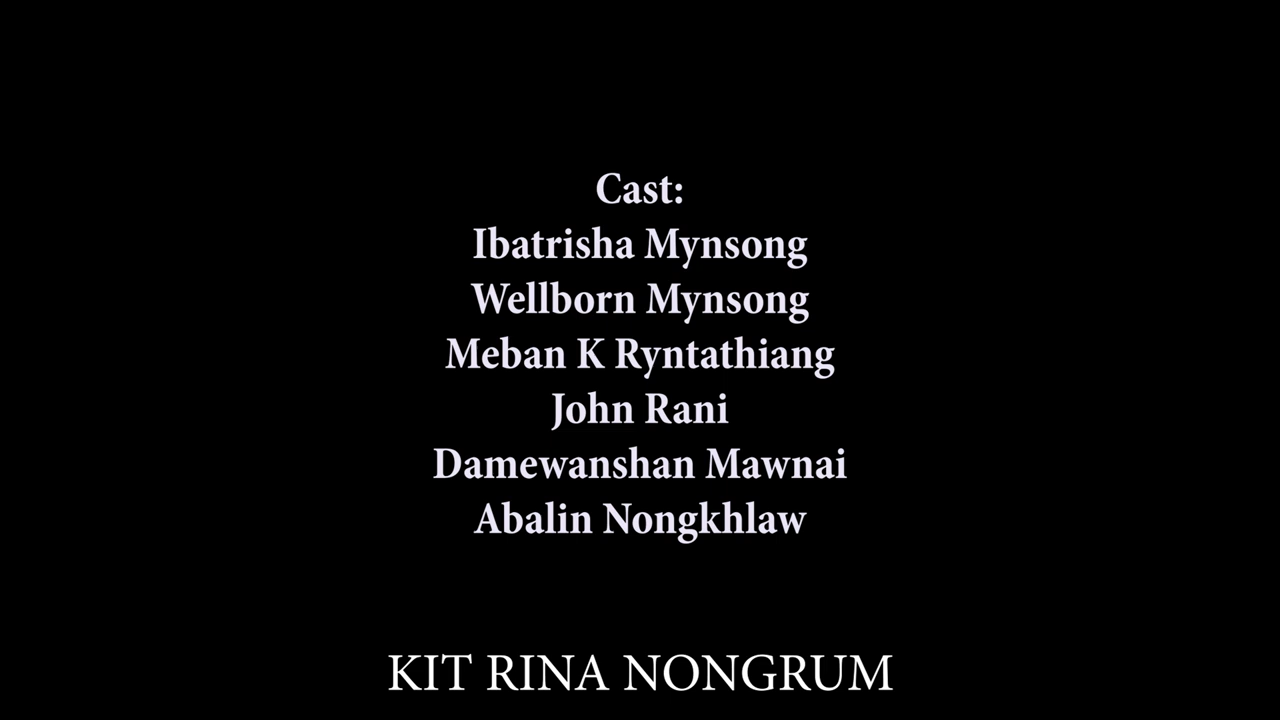 Cast:
Ibatrisha Mynsong
Wellborn Mynsong
Meban K Ryntathiang
John Rani
Damewanshan Mawnai
Abalin Nongkhlaw
KIT RINA NONGRUM